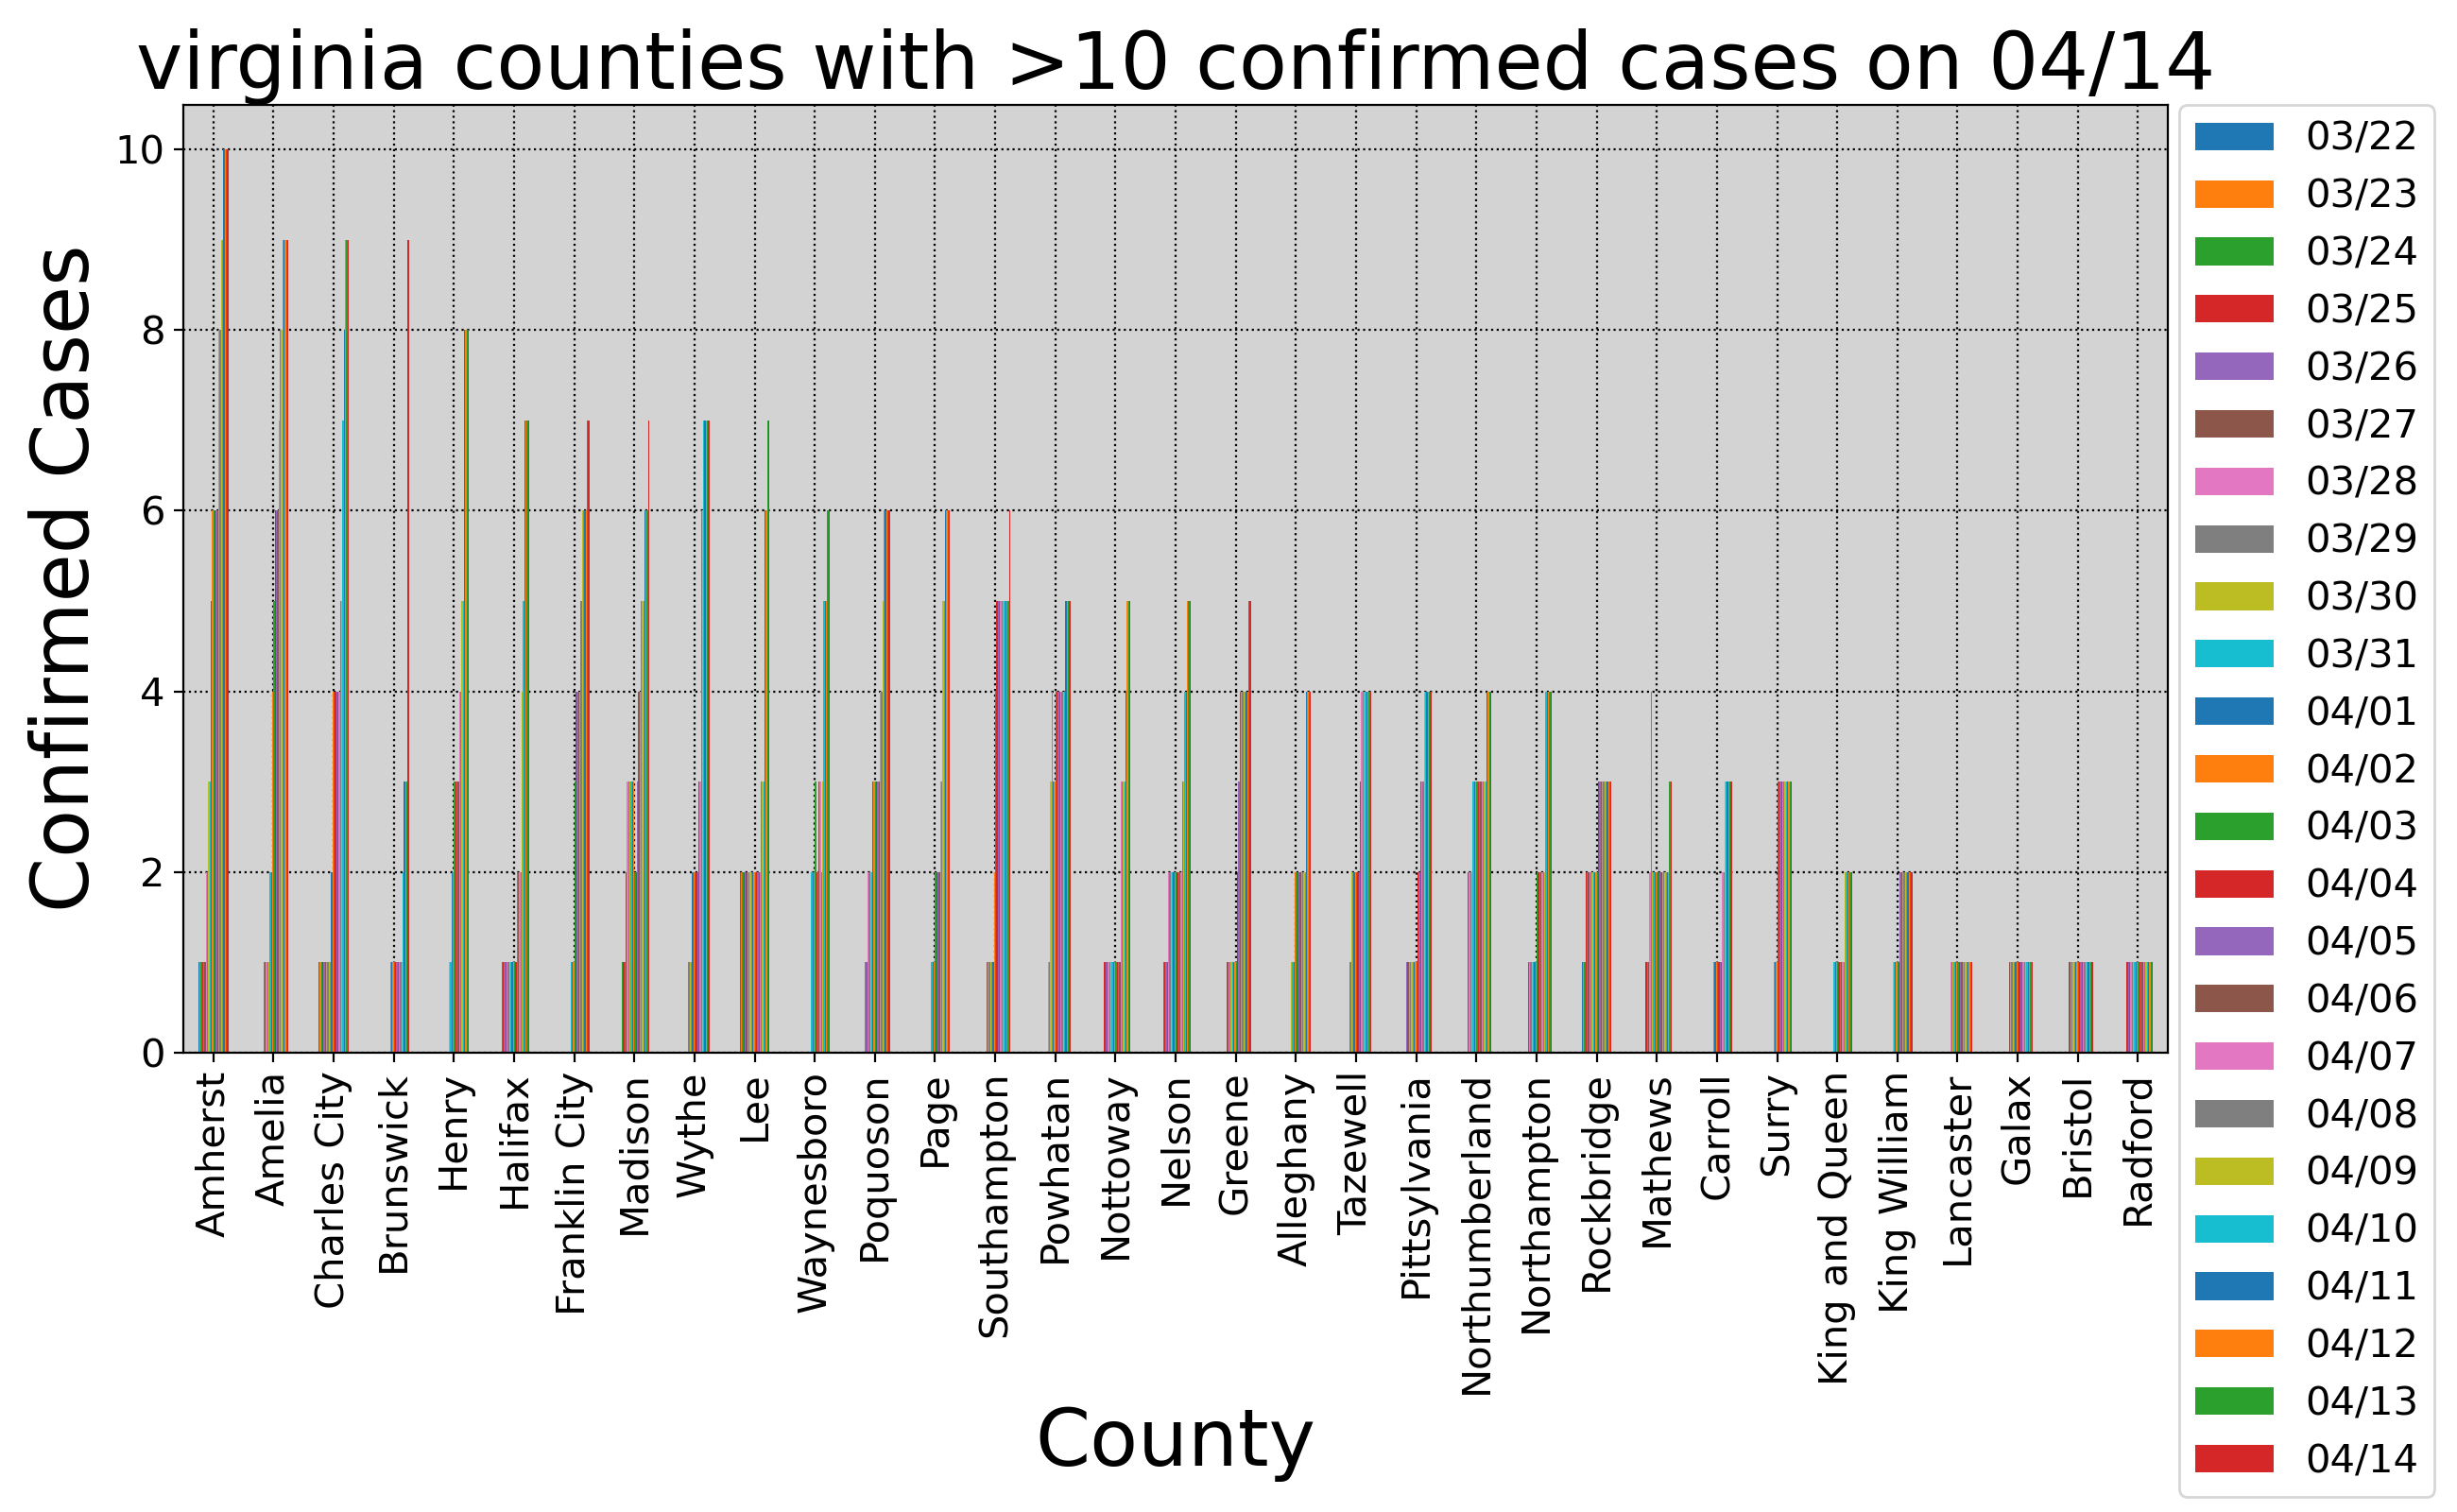 virginia counties with >10 confirmed cases on 04/14
Confirmed Cases
10
8
6
4
2
0
Amherst
Amelia
Charles City
Brunswick
Henry
Halifax
Franklin City
Madison
Wythe
Lee
Waynesboro
Poquoson
Page
Southampton
Powhatan
Nottoway
Nelson
Greene
Alleghany
Tazewell
Pittsylvania
Northumberland
Northampton
Rockbridge
Mathews
Carroll
Surry
King and Queen
King William
Lancaster
Galax
Bristol
Radford
County
03/22
03/23
03/24
03/25
03/26
03/27
03/28
03/29
03/30
03/31
04/01
04/02
04/03
04/04
04/05
04/06
04/07
04/08
04/09
04/10
04/11
04/12
04/13
04/14